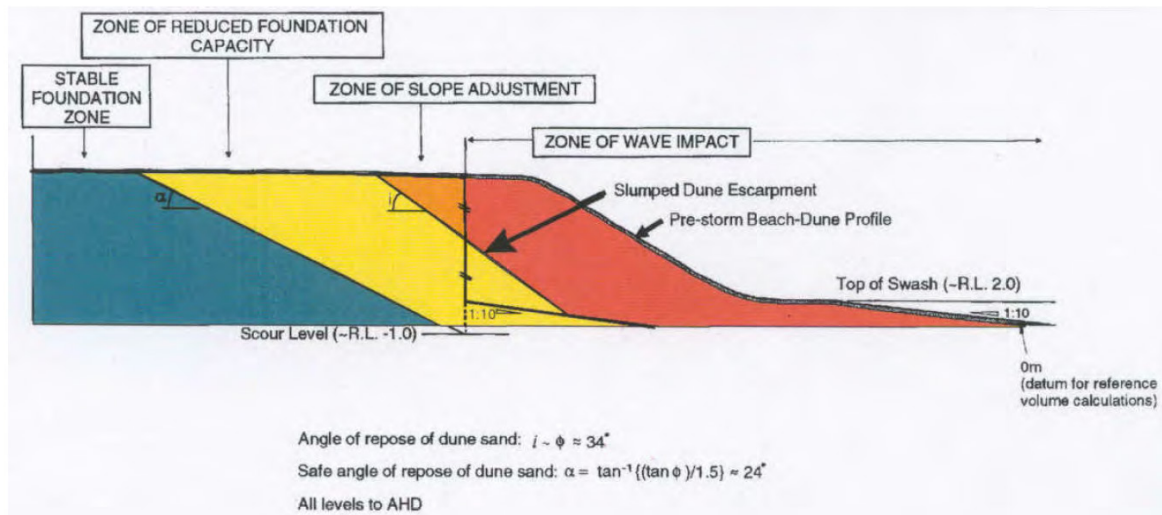 ZONE OF REDUCED FOUNDATION
CAPACITY
STABLE
FOUNDATION
ZONE
ZONE OF SLOPE ADJUSTMENT
ZONE OF WAVE IMPACT
α
i
Slumped Dune Escarpment
Pre-storm Beach-Dune Profile
Top of Swash (~R.L. 2.0)
1:10
1:10
Scour Level (~R.L. -1.0)
0m
(datum for reference
volume calculations)
Angle of repose of dune sand: i ~ ϕ ≈ 34°
Safe angle of repose of dune sand: α = tan⁻¹ {(tan ϕ)/1.5} ≈ 24°
All levels to AHD